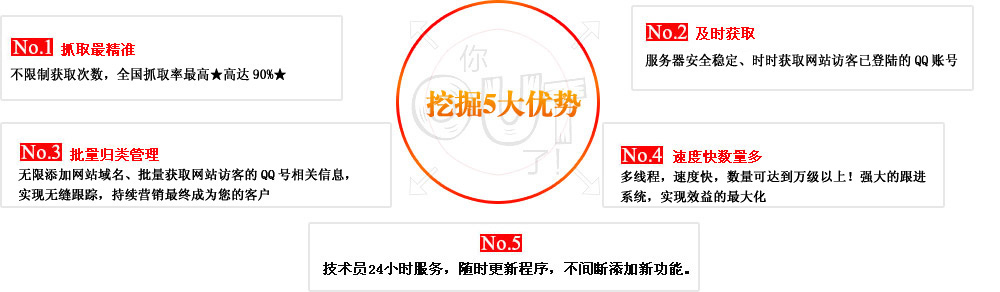 No.1 抓取最精准
不限制获取次数，全国抓取率最高★高达 90%★
No.2 及时获取
服务器安全稳定、时时获取网站访客已登陆的 QQ 账号
你
OUT
了！
挖掘5大优势
No.3 批量归类管理
无限添加网站域名、批量获取网站访客的 QQ 号相关信息，
实现无缝跟踪，持续营销最终成为您的客户
No.4 速度快数量多
多线程，速度快，数量可达到万级以上！强大的跟进
系统，实现效益的最大化
No.5
技术员24小时服务，随时更新程序，不间断添加新功能。